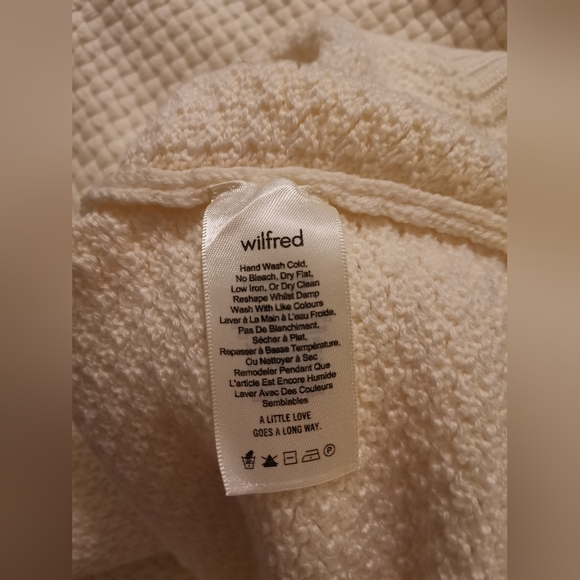 wilfred
Hand Wash Cold,
No Bleach, Dry Flat,
Low Iron, Or Dry Clean
Reshape Whilst Damp
Wash With Like Colours
Laver à La Main à L'eau Froide,
Pas De Blanchiment,
Sécher à Plat,
Repasser à Basse Température,
Ou Nettoyer à Sec
Remodeler Pendant Que
L'article Est Encore Humide
Laver Avec Des Couleurs
Semblables
A LITTLE LOVE
GOES A LONG WAY.
P